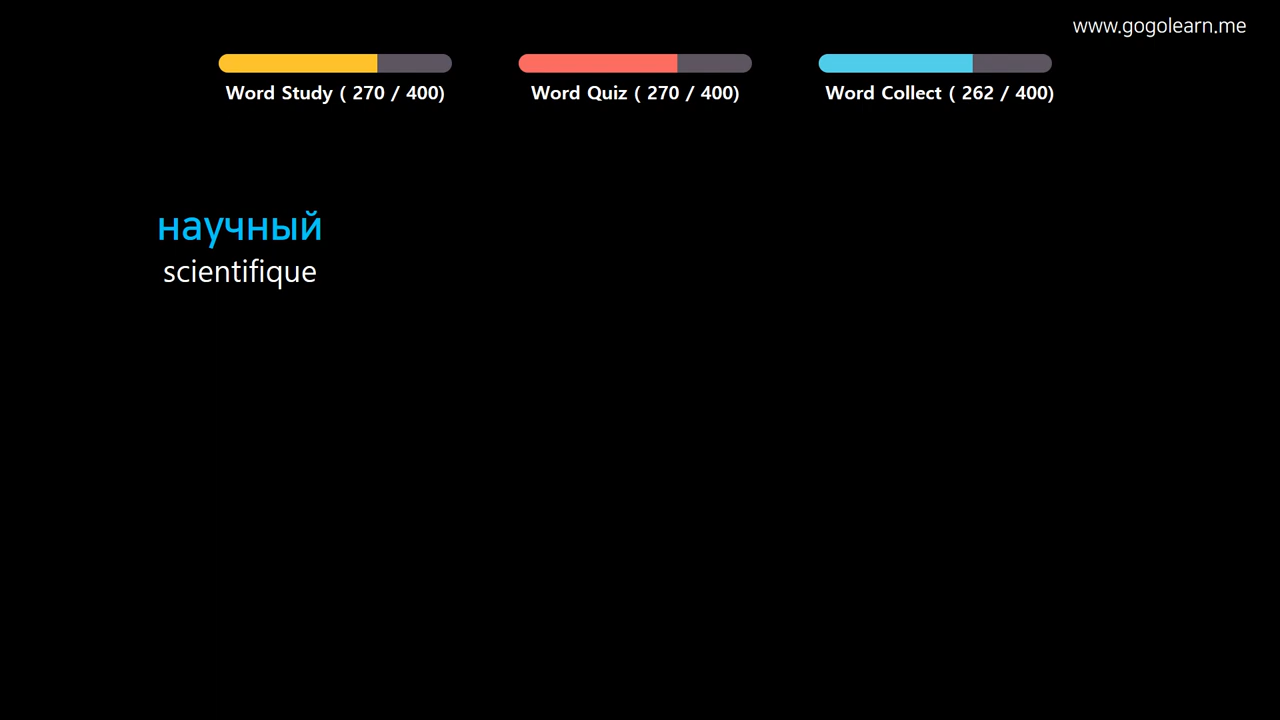 www.gogolearn.me
Word Study ( 270 / 400)
Word Quiz ( 270 / 400)
Word Collect ( 262 / 400)
научный
scientifique